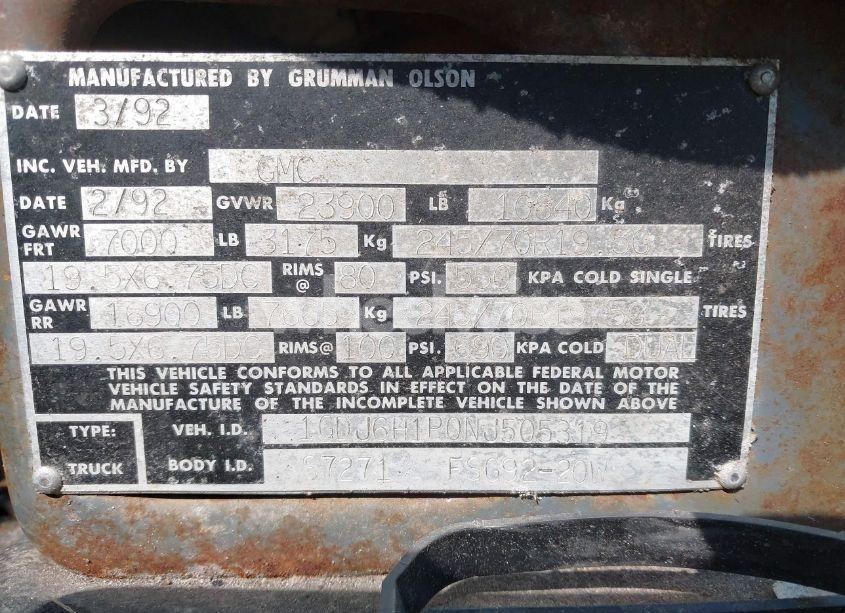 MANUFACTURED BY GRUMMAN OLSON
DATE 3/92
INC. VEH. MFD. BY GMC
DATE 2/92 GVWR 23900 LB Kg
GAWR FRT 7000 LB 3175 Kg TIRES
19.5X6.75DC RIMS @ 80 PSI. 550 KPA COLD SINGLE
GAWR RR 16900 LB Kg TIRES
19.5X6.75DC RIMS @ 100 PSI. 690 KPA COLD DUAL
THIS VEHICLE CONFORMS TO ALL APPLICABLE FEDERAL MOTOR
VEHICLE SAFETY STANDARDS IN EFFECT ON THE DATE OF THE
MANUFACTURE OF THE INCOMPLETE VEHICLE SHOWN ABOVE
TYPE: VEH. I.D. 1GDJ6H1P0NJ505319
TRUCK BODY I.D.